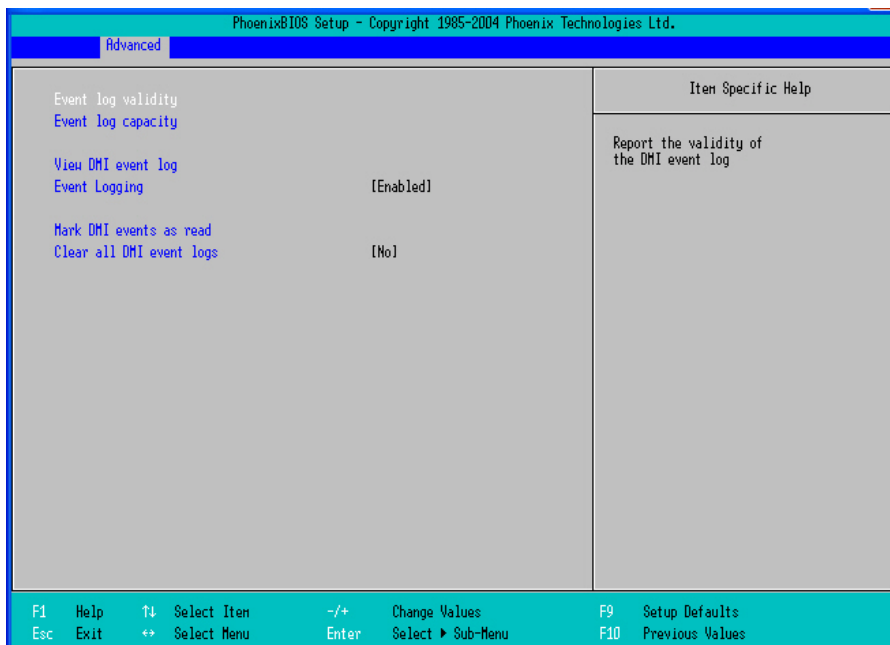 PhoenixBIOS Setup - Copyright 1985-2004 Phoenix Technologies Ltd.
Advanced
Event log validity
Event log capacity
View DMI event log
Event Logging [Enabled]
Mark DMI events as read
Clear all DMI event logs [No]
Item Specific Help
Report the validity of
the DMI event log
F1 Help ↑↓ Select Item -/+ Change Values F9 Setup Defaults
Esc Exit ↔ Select Menu Enter Select ▶ Sub-Menu F10 Previous Values